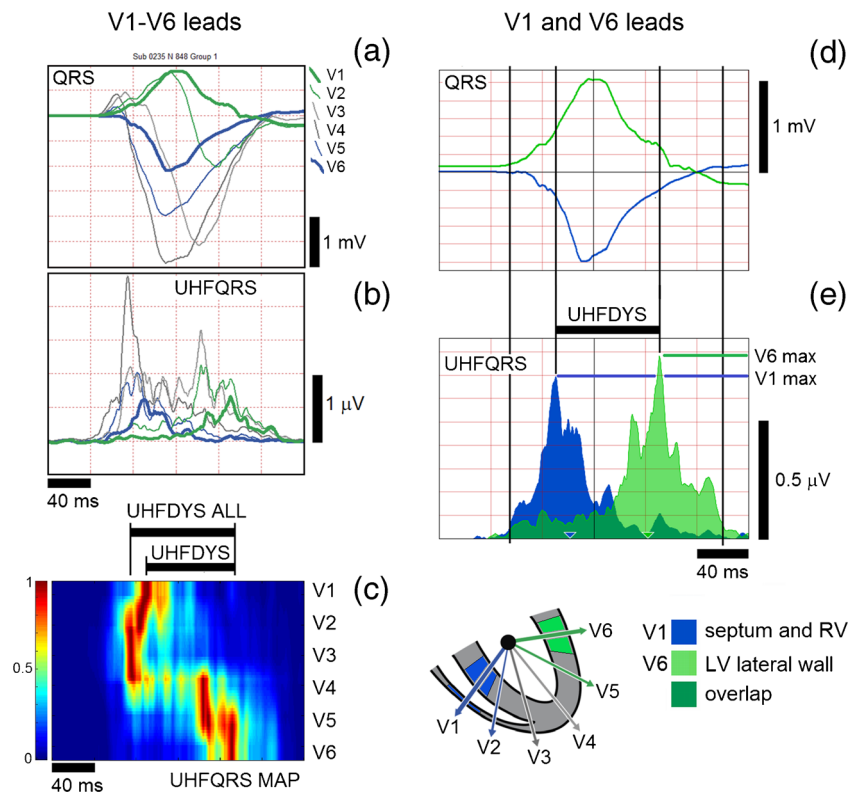 V1-V6 leads
(a)
Sub 0235 N 848 Group 1
QRS
V1
V2
V3
V4
V5
V6
1 mV
(b)
UHFQRS
1 μV
40 ms
UHFDYS ALL
UHFDYS
(c)
1
0.5
0
V1
V2
V3
V4
V5
V6
40 ms
UHFQRS MAP
V1 and V6 leads
(d)
QRS
1 mV
(e)
UHFDYS
UHFQRS
V6 max
V1 max
0.5 μV
40 ms
V6
V5
V4
V3
V2
V1
V1 septum and RV
V6 LV lateral wall
overlap